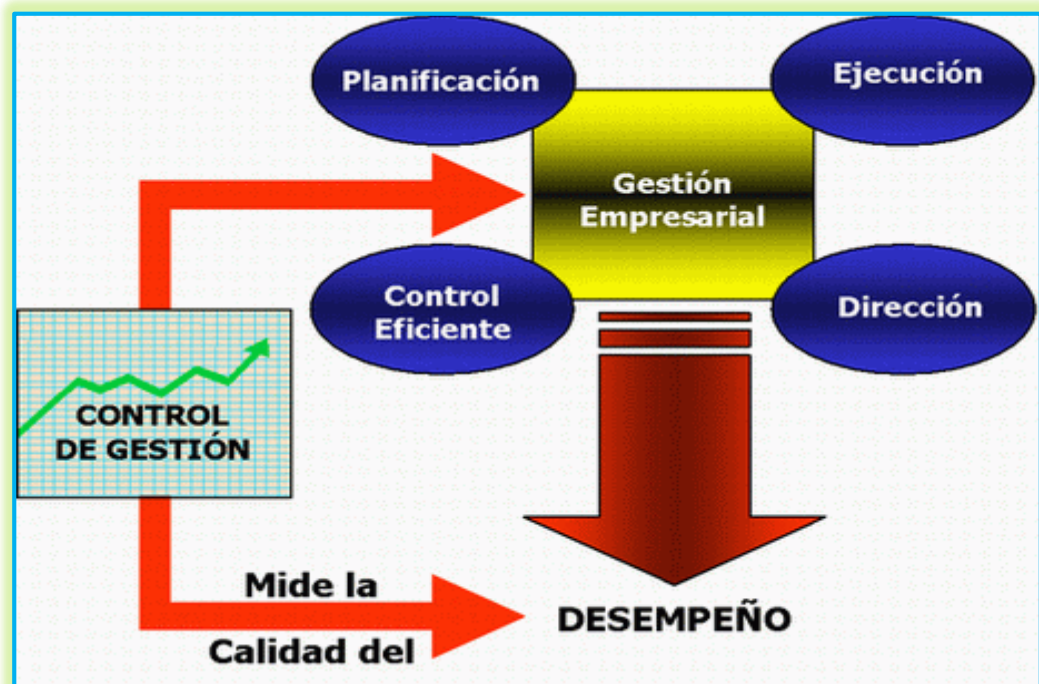 Planificación
Ejecución
Gestión
Empresarial
Control
Eficiente
Dirección
CONTROL
DE GESTIÓN
Mide la
Calidad del
DESEMPEÑO